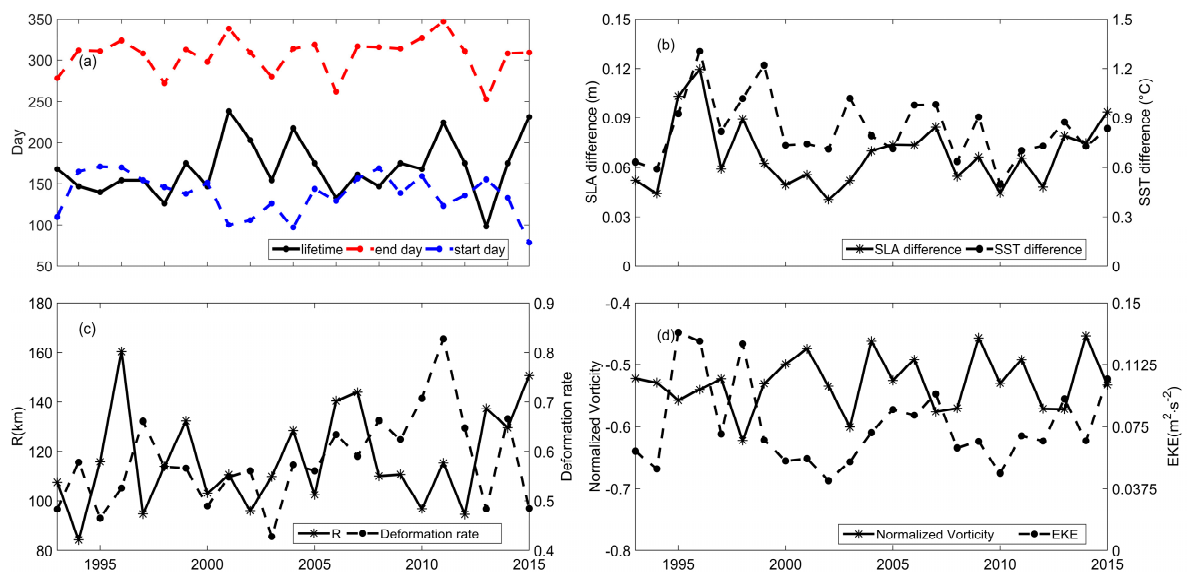 350
300
250
200
150
100
50
Day
(a)
lifetime end day start day
0.15
0.12
0.09
0.06
0.03
0
SLA difference (m)
(b)
SLA difference SST difference
1.5
1.2
0.9
0.6
0.3
0
SST difference (°C)
180
160
140
120
100
80
R(km)
(c)
R Deformation rate
0.9
0.8
0.7
0.6
0.5
0.4
Deformation rate
1995 2000 2005 2010 2015
-0.4
-0.5
-0.6
-0.7
-0.8
Normalized Vorticity
(d)
Normalized Vorticity EKE
0.15
0.1125
0.075
0.0375
0
EKE(m²·s⁻²)
1995 2000 2005 2010 2015